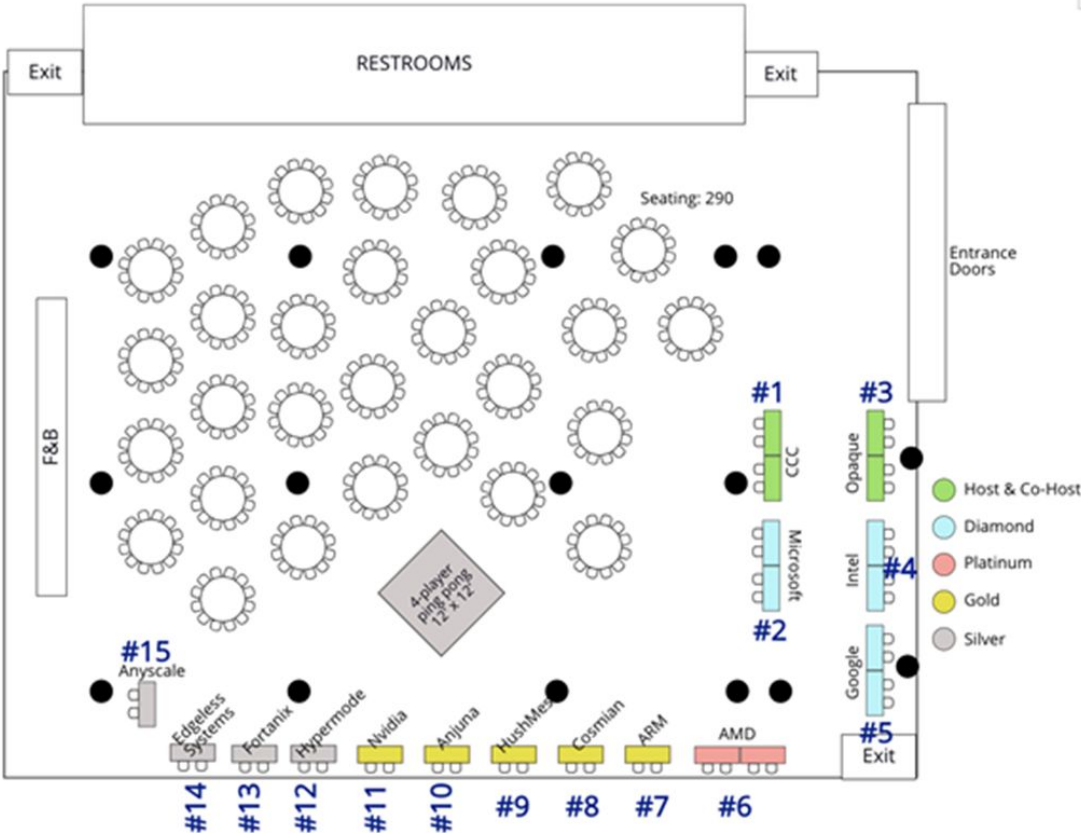 Exit
RESTROOMS
Exit
Seating: 290
Entrance
Doors
F&B
#1
#3
CCC
Opaque
Host & Co-Host
Diamond
Platinum
Gold
Silver
Microsoft
Intel
#4
#2
4-player
ping pong
12' x 12'
Google
#5
Exit
#15
Anyscale
Edgeless
Systems
Fortanix
Hypermode
Nvidia
Anjuna
HushMes
Cosmian
ARM
AMD
#14
#13
#12
#11
#10
#9
#8
#7
#6